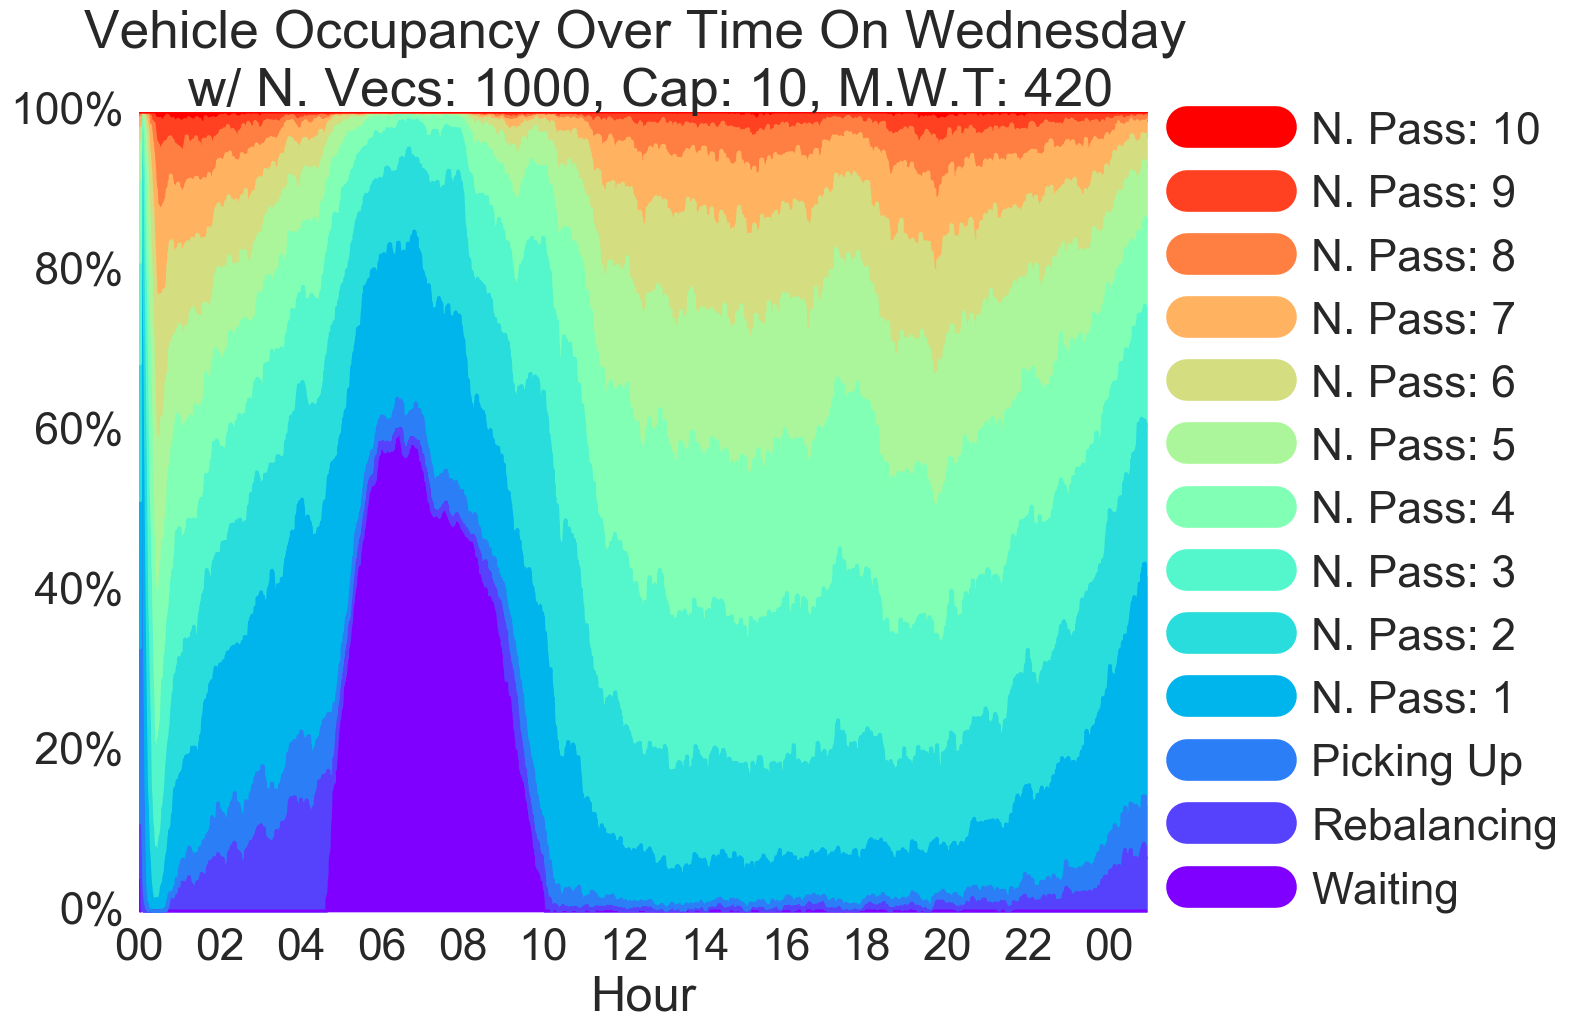 Vehicle Occupancy Over Time On Wednesday
w/ N. Vecs: 1000, Cap: 10, M.W.T: 420
100%
80%
60%
40%
20%
0%
00 02 04 06 08 10 12 14 16 18 20 22 00
Hour
N. Pass: 10
N. Pass: 9
N. Pass: 8
N. Pass: 7
N. Pass: 6
N. Pass: 5
N. Pass: 4
N. Pass: 3
N. Pass: 2
N. Pass: 1
Picking Up
Rebalancing
Waiting